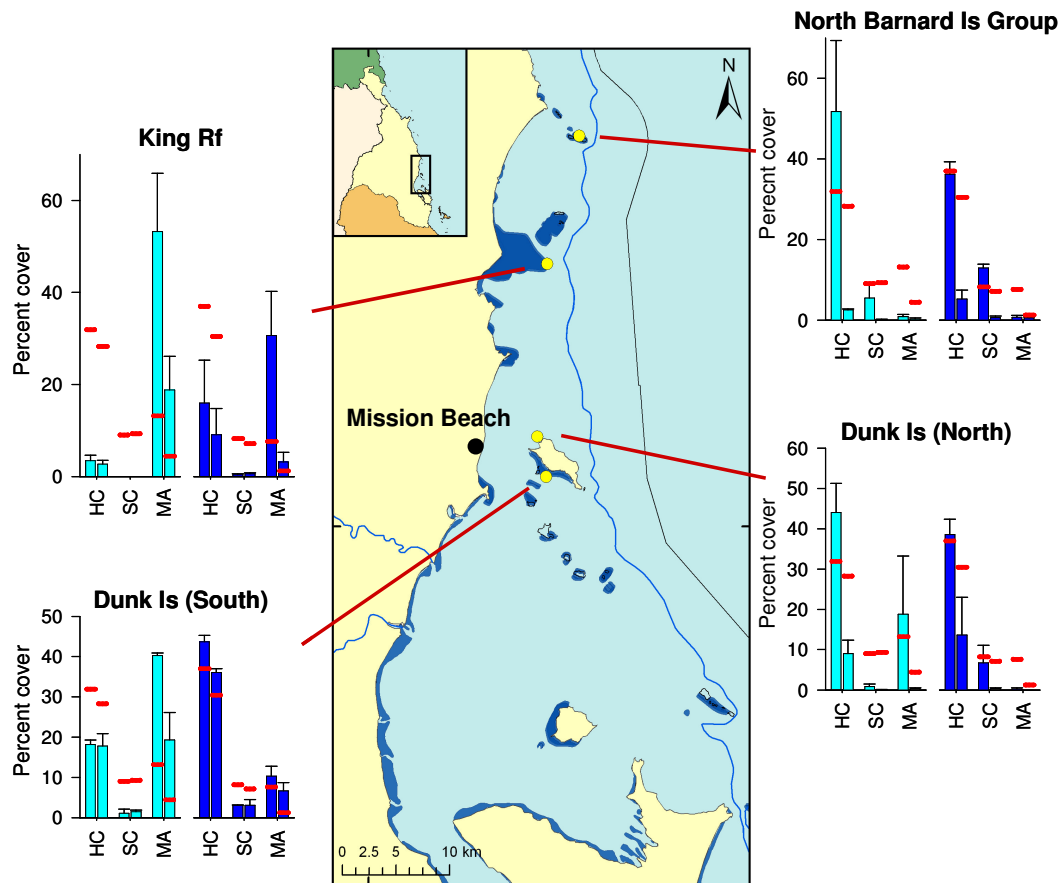 North Barnard Is Group
Percent cover
60
40
20
0
HC
SC
MA
HC
SC
MA
King Rf
Percent cover
60
40
20
0
HC
SC
MA
HC
SC
MA
N
Mission Beach
Dunk Is (North)
Percent cover
60
50
40
30
20
10
0
HC
SC
MA
HC
SC
MA
Dunk Is (South)
Percent cover
50
40
30
20
10
0
HC
SC
MA
HC
SC
MA
0 2.5 5 10 km